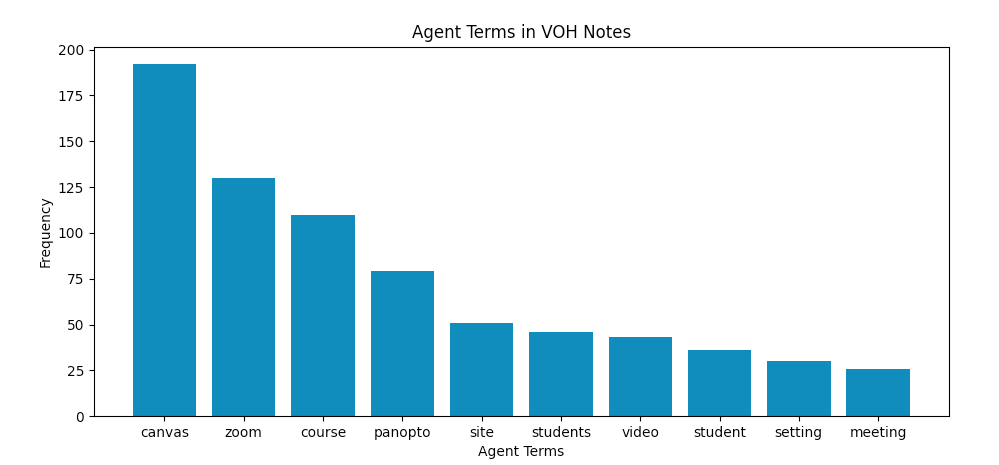 Agent Terms in VOH Notes
200
175
150
125
100
75
50
25
0
Frequency
canvas zoom course panopto site students video student setting meeting
Agent Terms